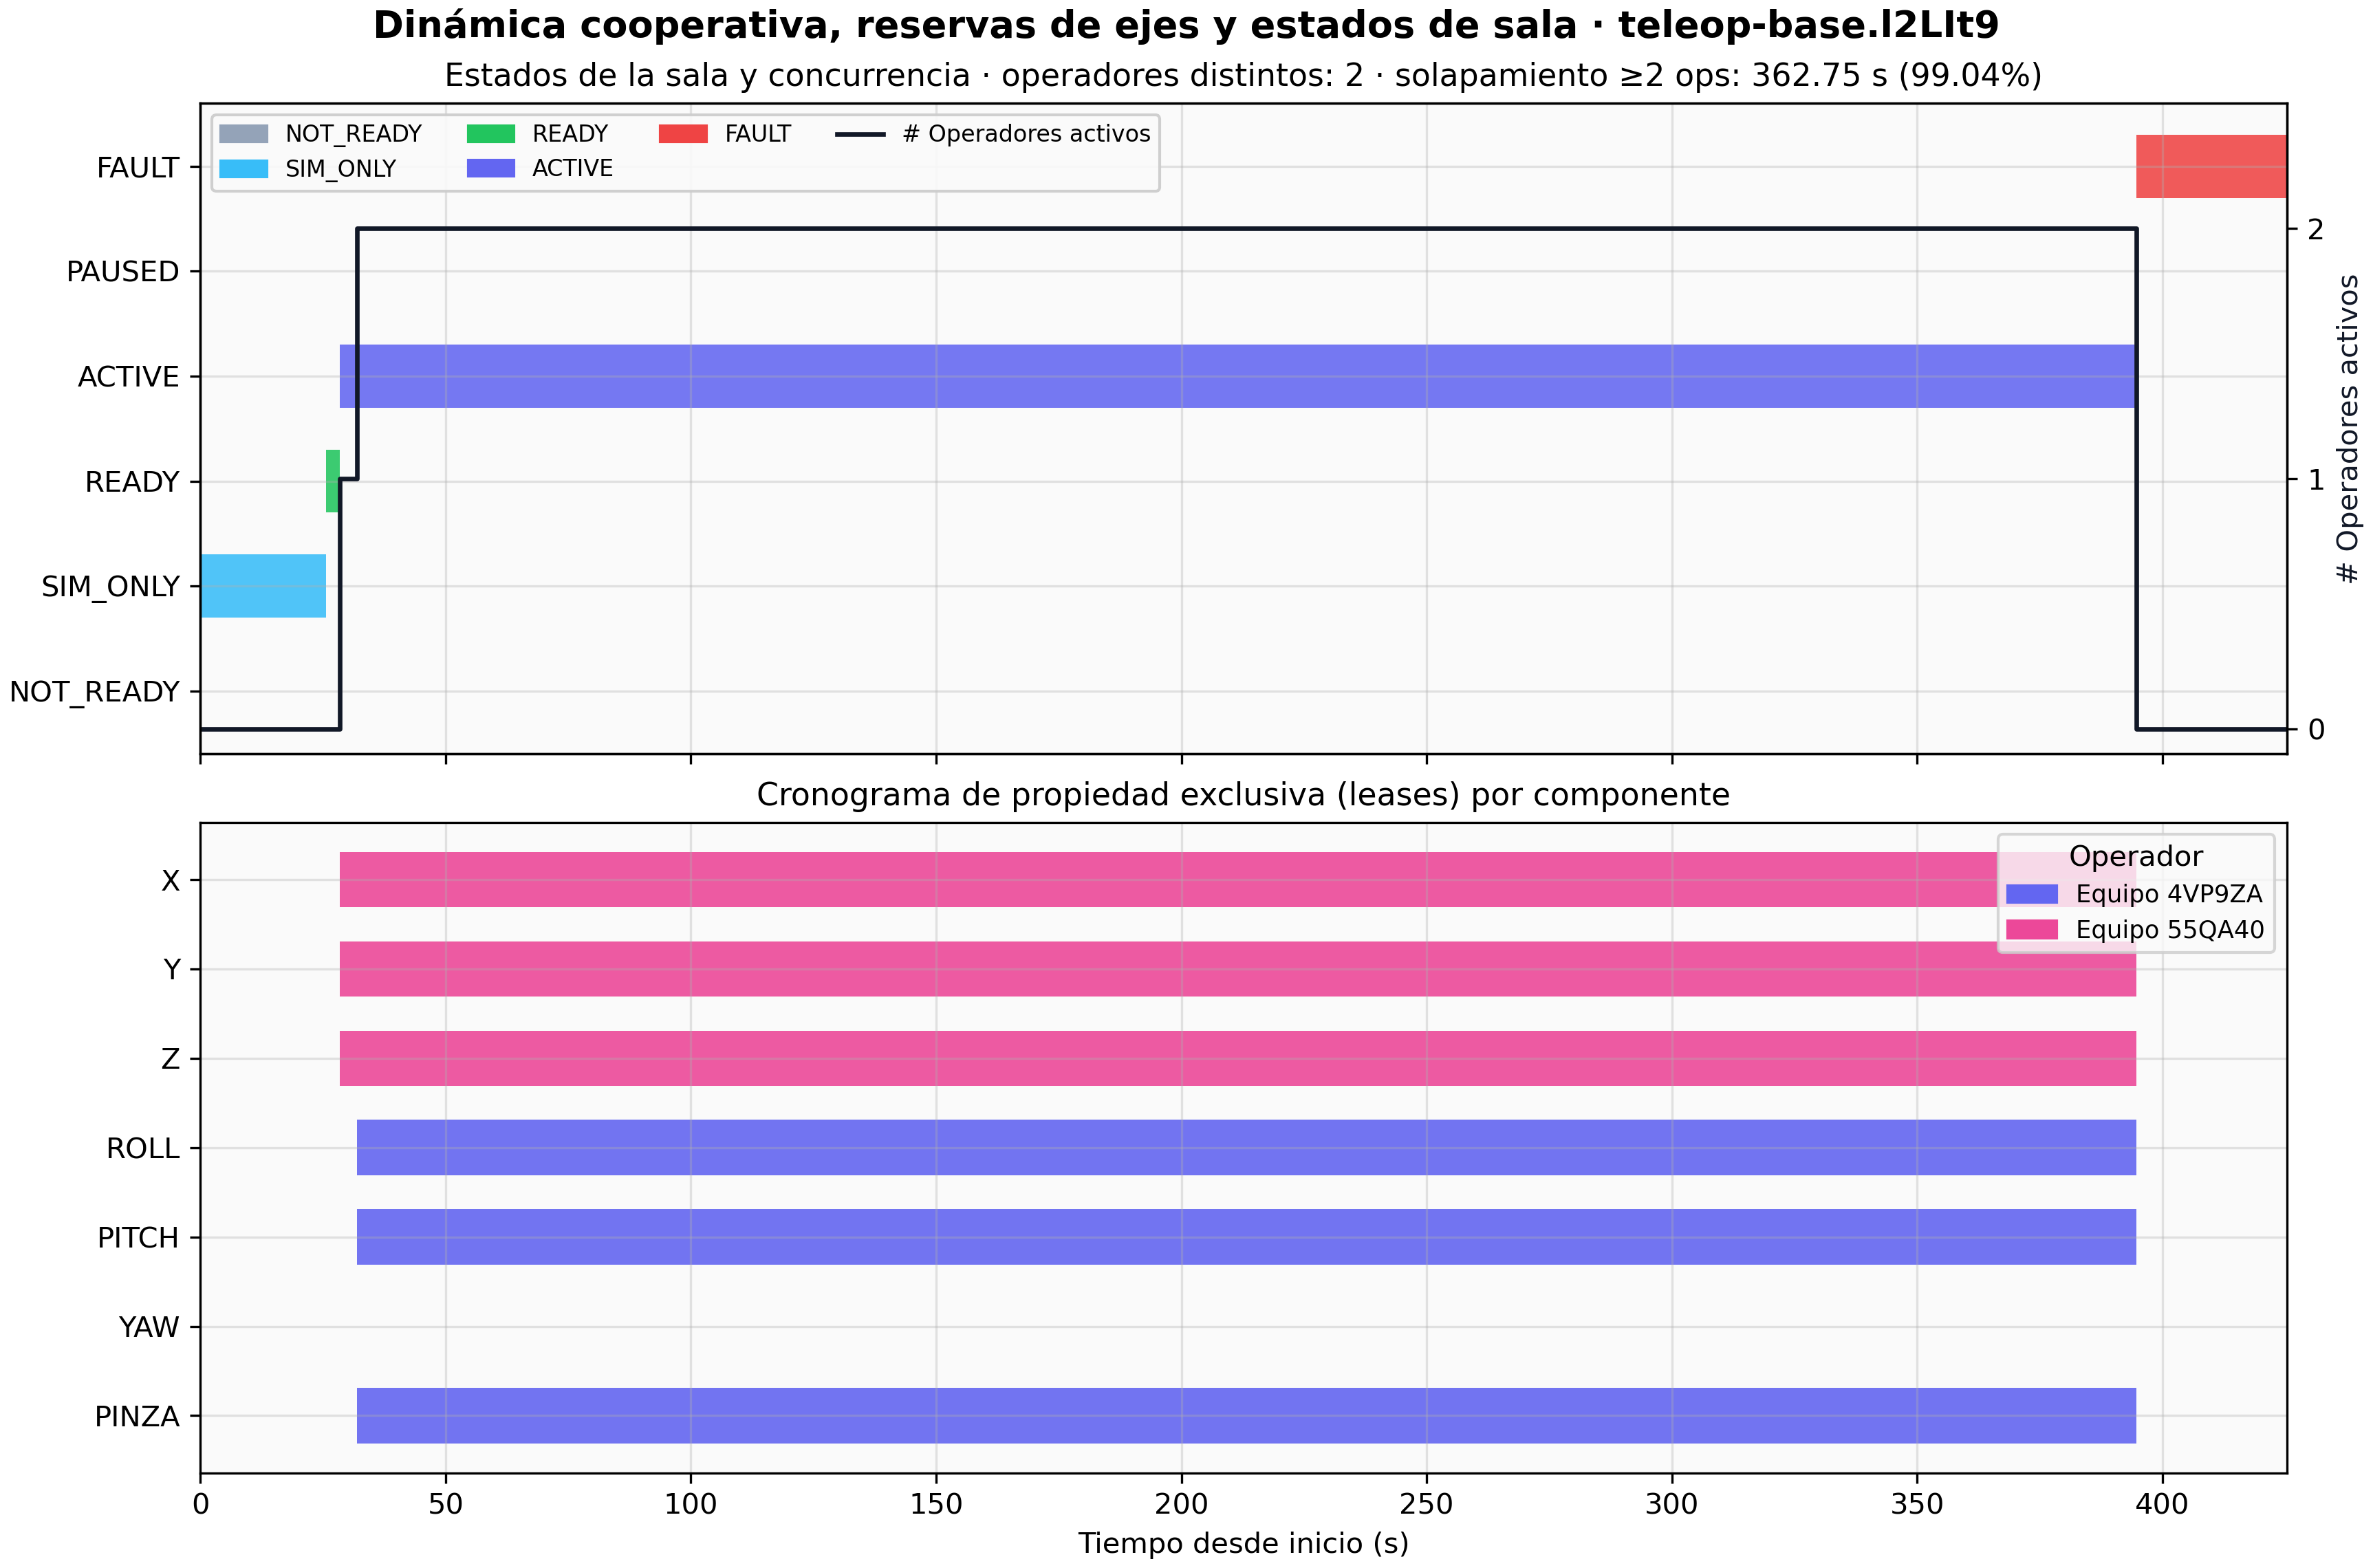 Dinámica cooperativa, reservas de ejes y estados de sala · teleop-base.l2LIt9
Estados de la sala y concurrencia · operadores distintos: 2 · solapamiento ≥2 ops: 362.75 s (99.04%)
NOT_READY
SIM_ONLY
READY
ACTIVE
FAULT
# Operadores activos
FAULT
PAUSED
ACTIVE
READY
SIM_ONLY
NOT_READY
2
1
0
# Operadores activos
Cronograma de propiedad exclusiva (leases) por componente
Operador
Equipo 4VP9ZA
Equipo 55QA40
X
Y
Z
ROLL
PITCH
YAW
PINZA
0 50 100 150 200 250 300 350 400
Tiempo desde inicio (s)